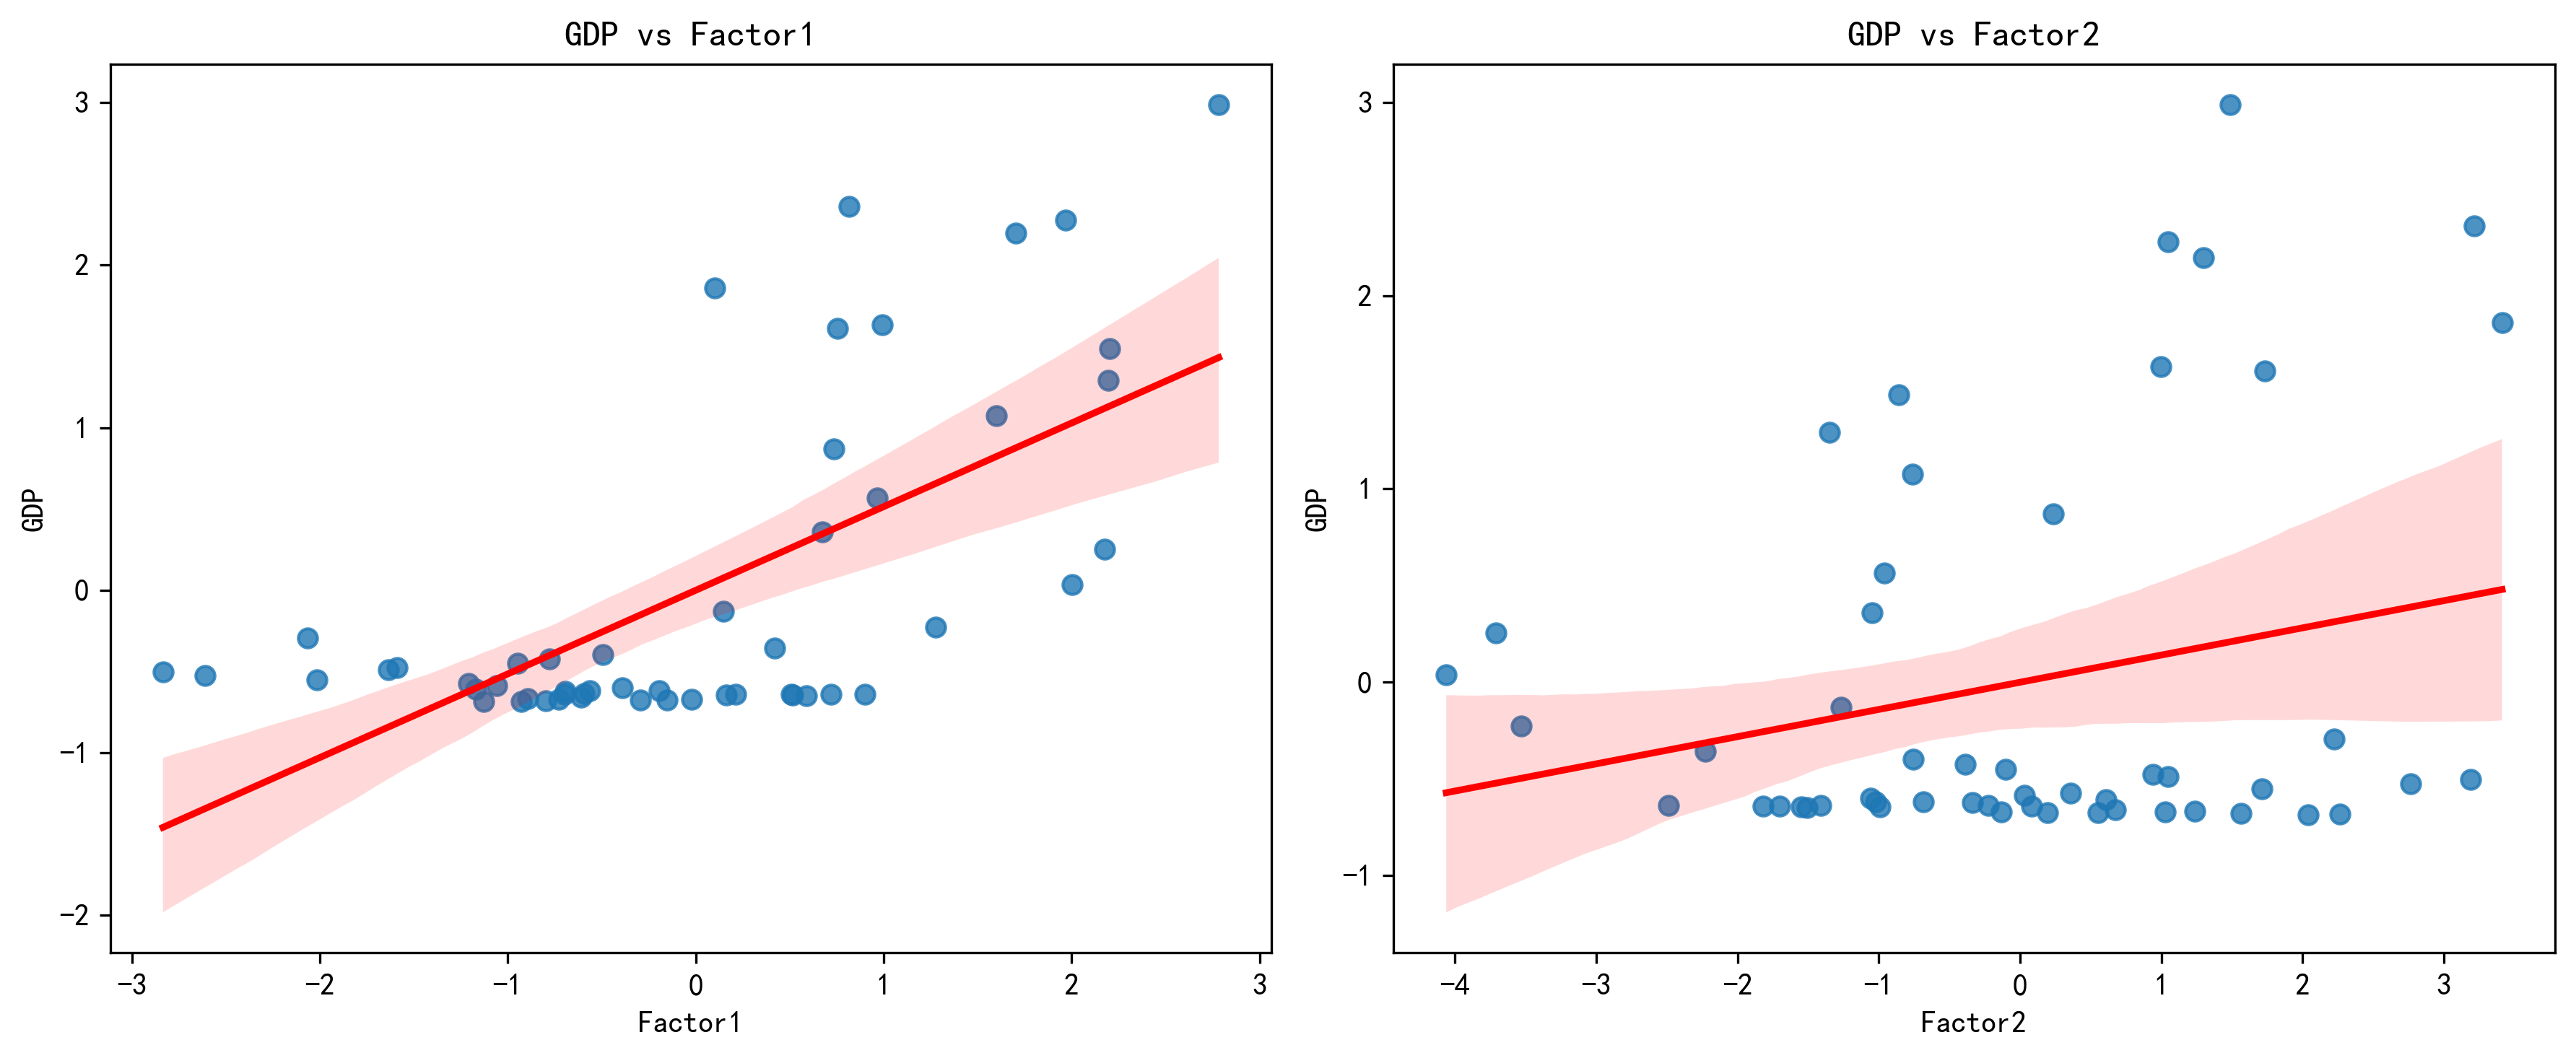 GDP vs Factor1
3
2
1
0
−1
−2
GDP
−3 −2 −1 0 1 2 3
Factor1
GDP vs Factor2
3
2
1
0
−1
GDP
−4 −3 −2 −1 0 1 2 3
Factor2